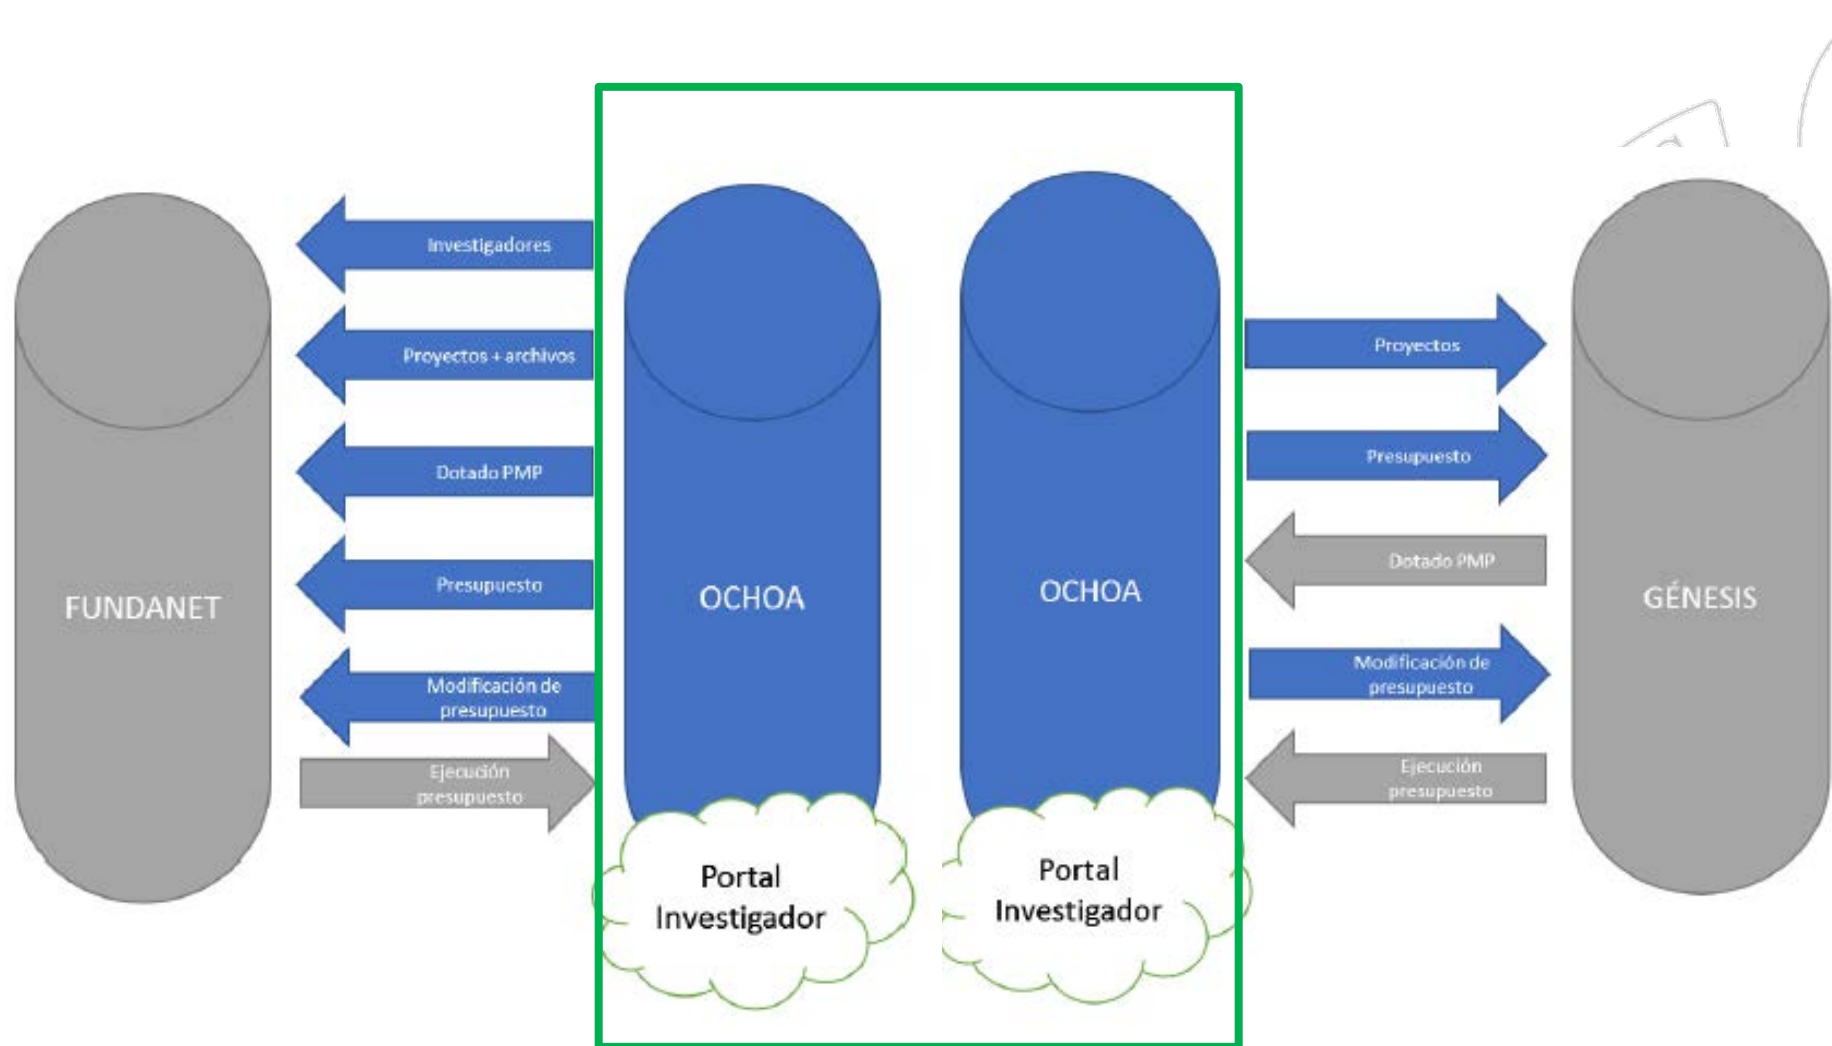 Investigadores
Proyectos + archivos
Dotado PMP
Presupuesto
Modificación de
presupuesto
Ejecución
presupuesto
FUNDANET
OCHOA
Portal
Investigador
OCHOA
Portal
Investigador
Proyectos
Presupuesto
Dotado PMP
Modificación de
presupuesto
Ejecución
presupuesto
GÉNESIS